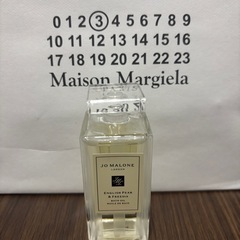 0 1 2 3 4 5 6 7 8 9
10 11 12 13 14 15 16
17 18 19 20 21 22 23
Maison Margiela
JO MALONE
LONDON
ENGLISH PEAR
& FREESIA